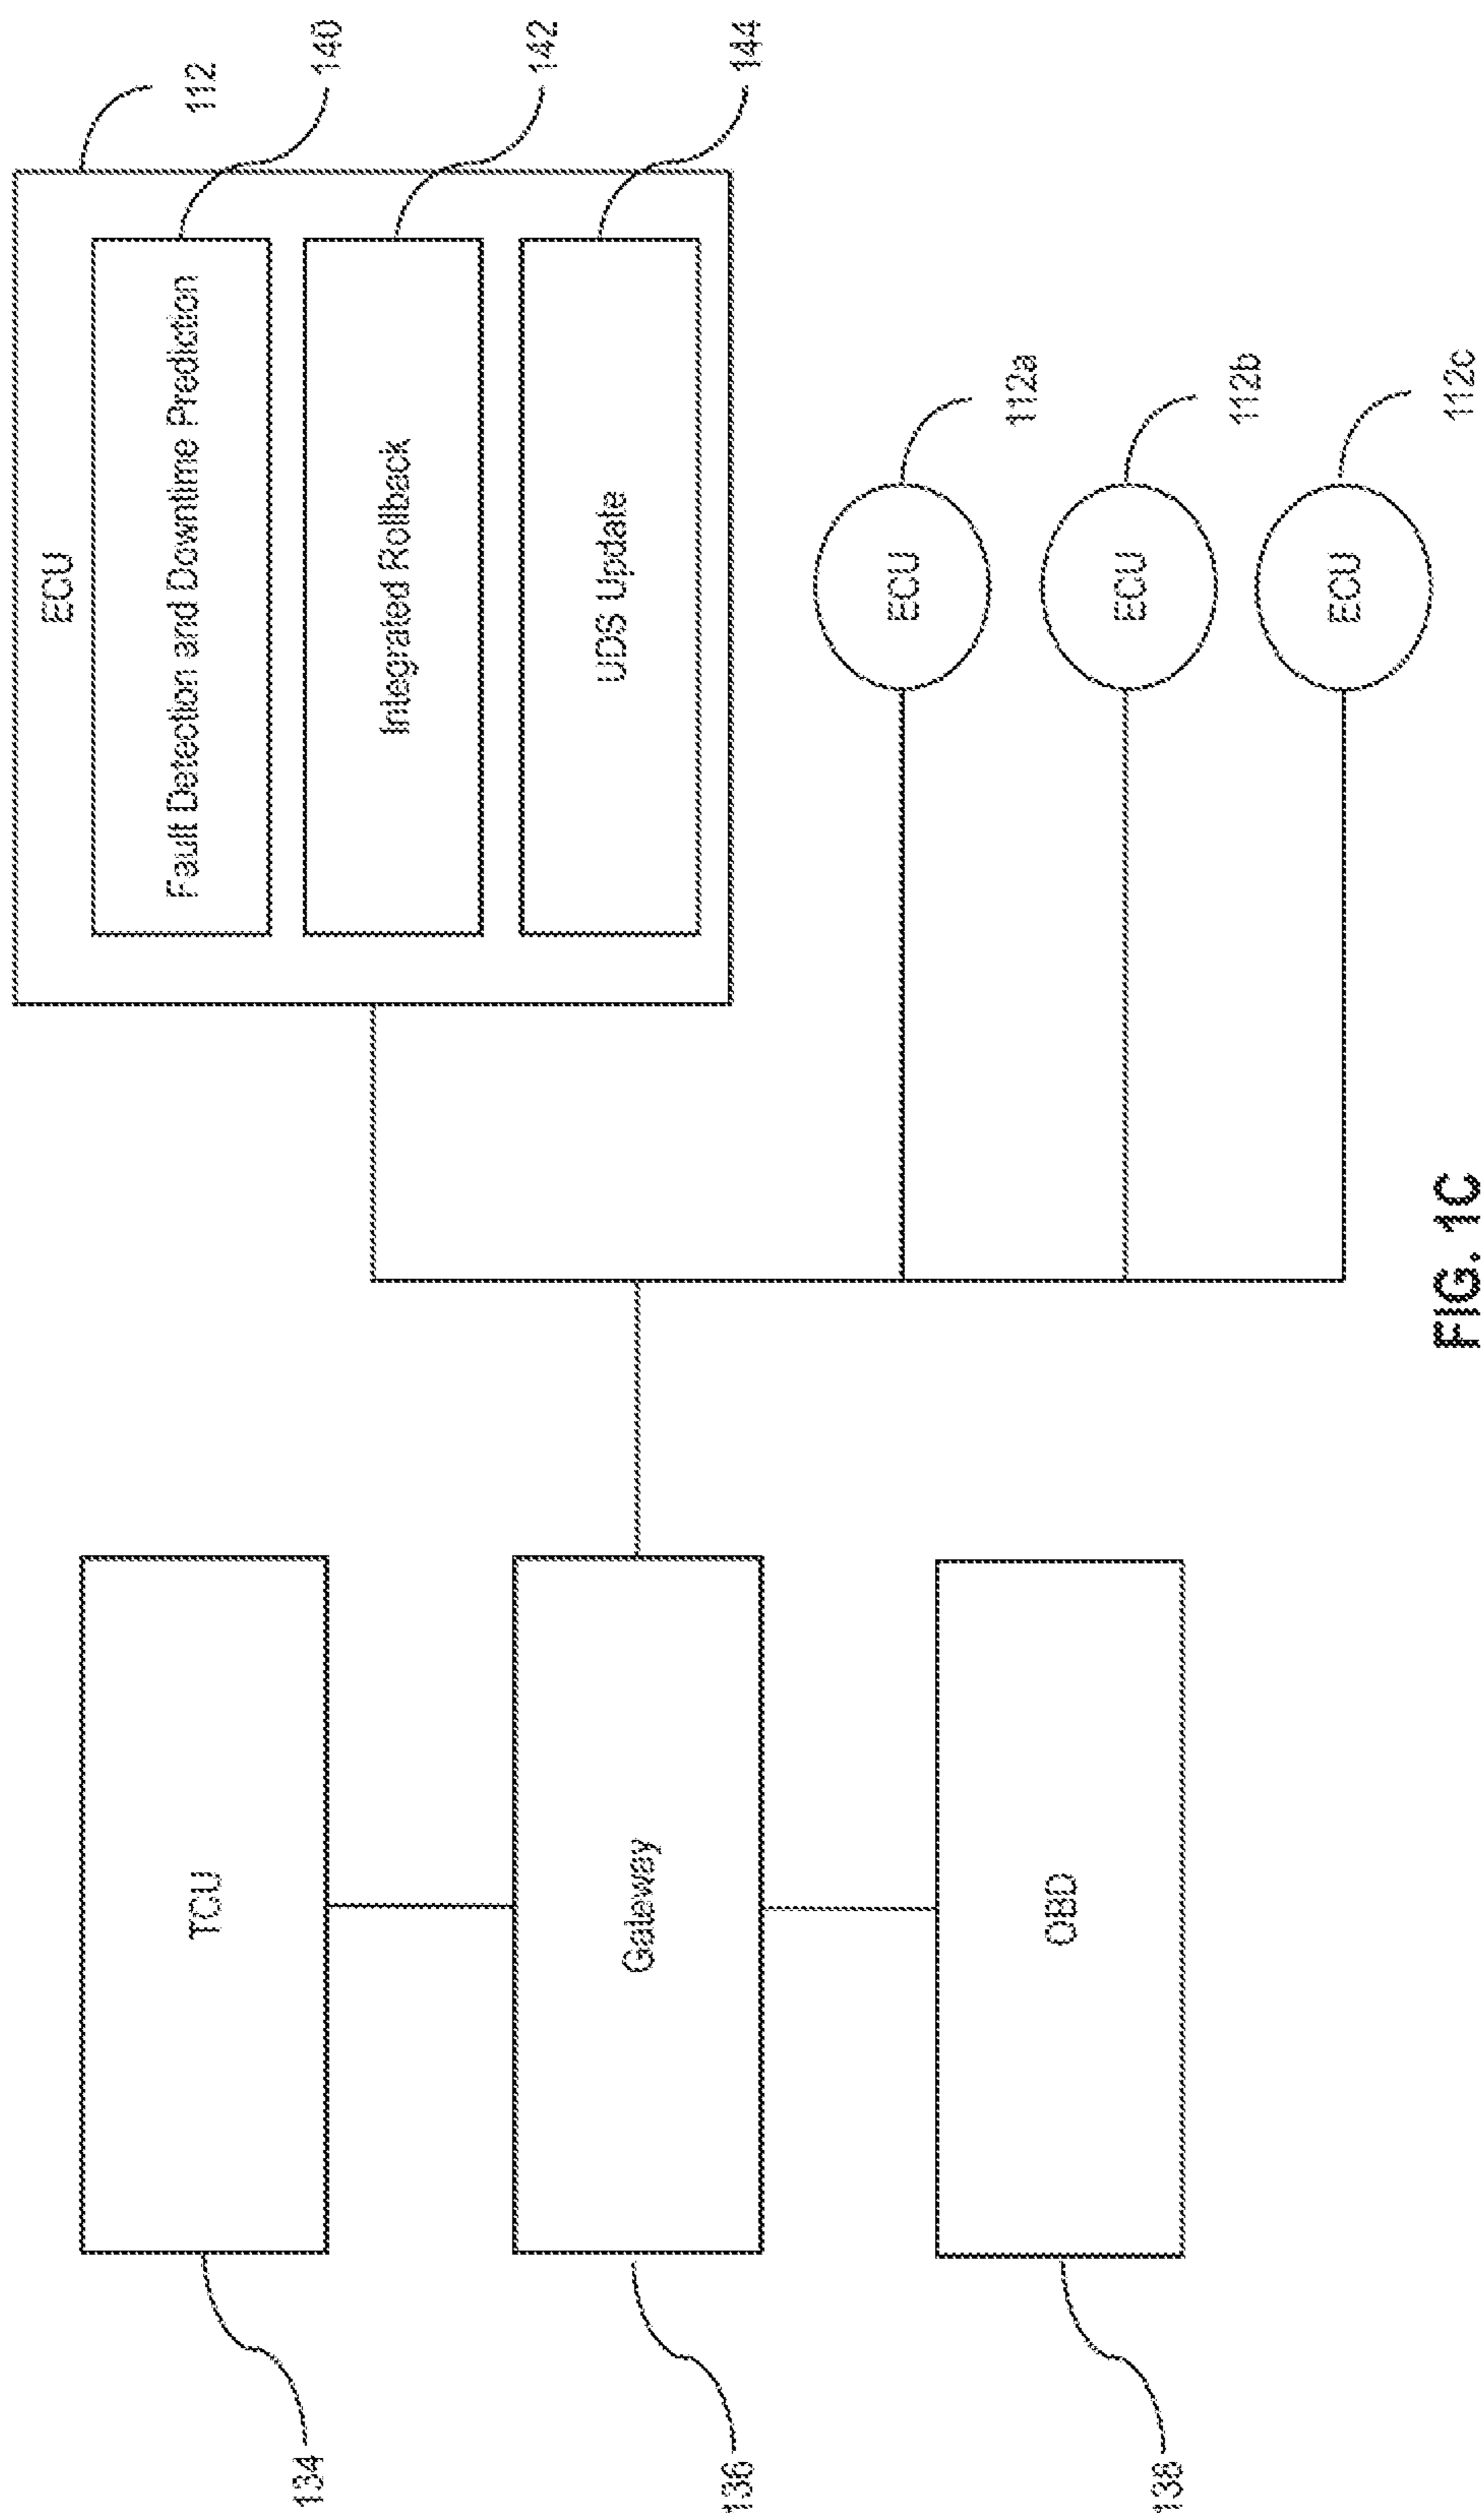 TCU
134
Gateway
136
OBD
138
ECU
112
Fault Detection and Downtime Prediction
140
Integrated Rollback
142
UDS Update
144
ECU
112a
ECU
112b
ECU
112c
FIG. 1C